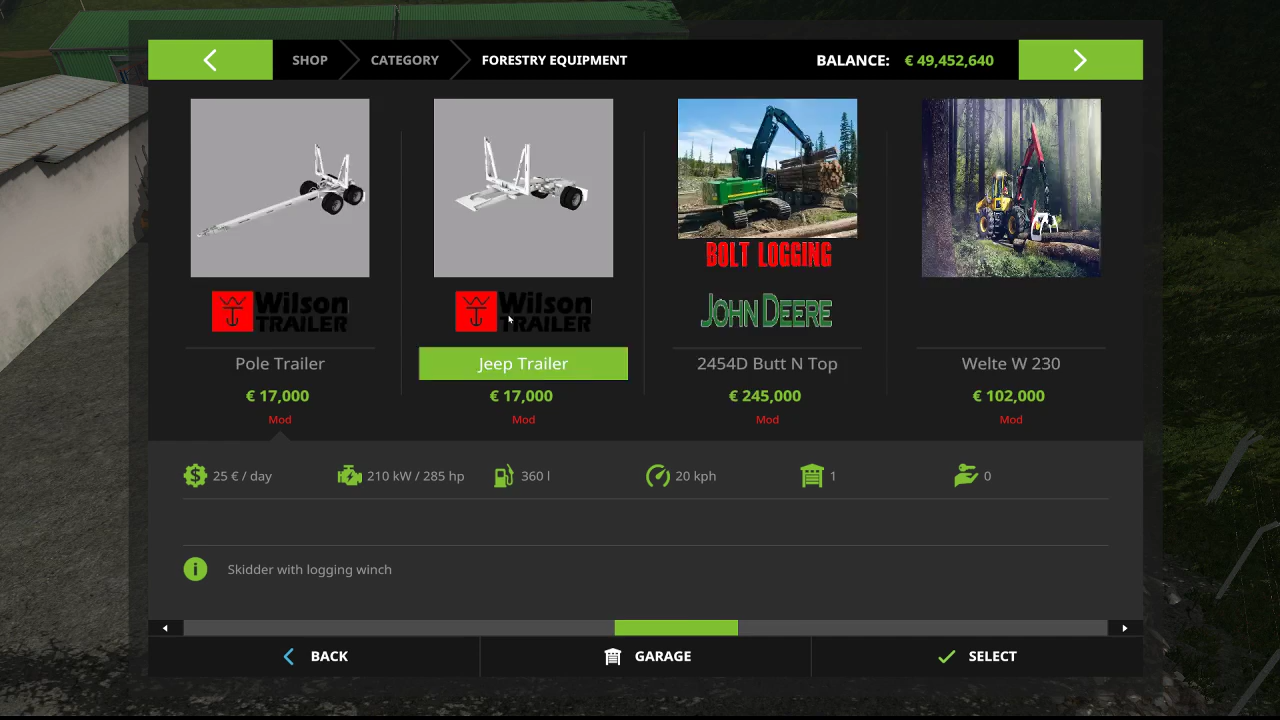 SHOP CATEGORY FORESTRY EQUIPMENT BALANCE: € 49,452,640
BOLT LOGGING
Wilson TRAILER
Wilson TRAILER
JOHN DEERE
Pole Trailer
Jeep Trailer
2454D Butt N Top
Welte W 230
€ 17,000
€ 17,000
€ 245,000
€ 102,000
Mod
Mod
Mod
Mod
25 € / day
210 kW / 285 hp
360 l
20 kph
1
0
i
Skidder with logging winch
BACK
GARAGE
SELECT